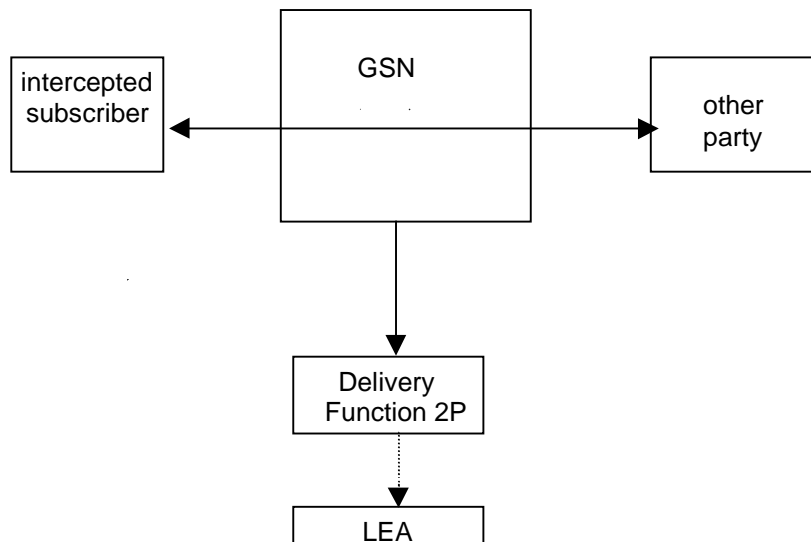 GSN
intercepted
subscriber
other
party
Delivery
Function 2P
LEA